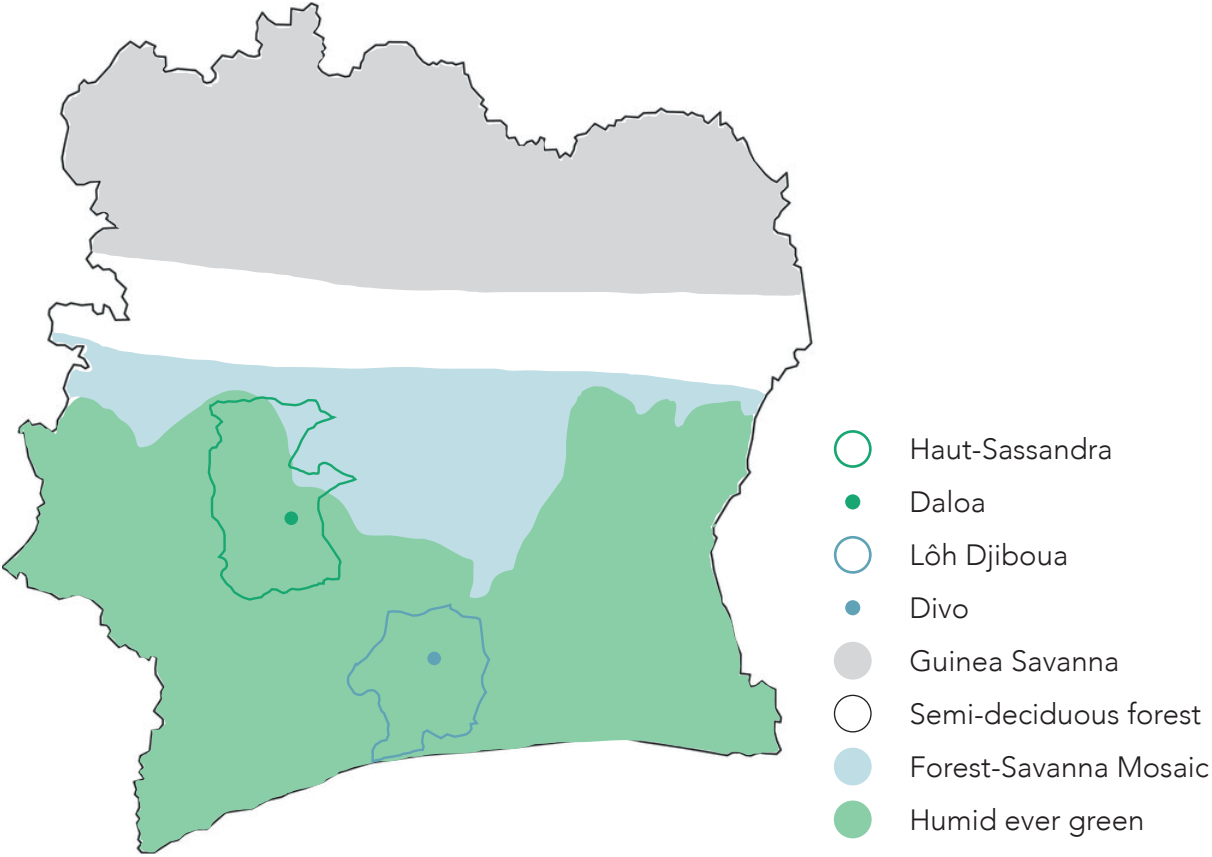 Haut-Sassandra
Daloa
Lôh Djiboua
Divo
Guinea Savanna
Semi-deciduous forest
Forest-Savanna Mosaic
Humid ever green